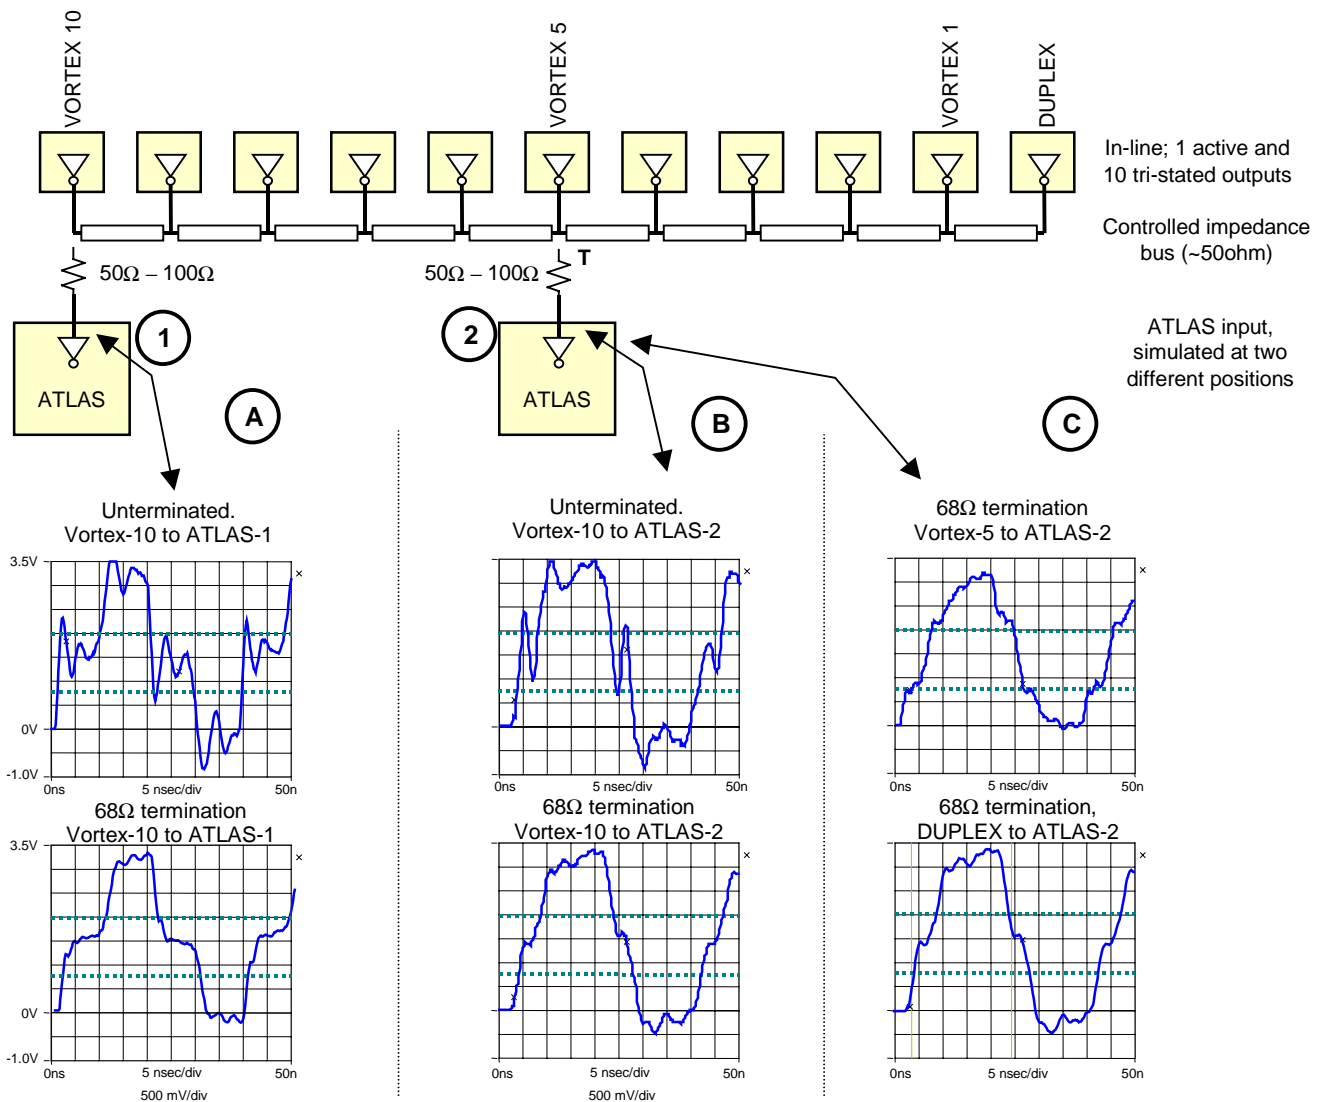 VORTEX 10
VORTEX 5
VORTEX 1
DUPLEX
In-line; 1 active and
10 tri-stated outputs
Controlled impedance
bus (~50ohm)
50Ω – 100Ω
50Ω – 100Ω
T
1
2
ATLAS
ATLAS
ATLAS input,
simulated at two
different positions
A
B
C
Unterminated.
Vortex-10 to ATLAS-1
3.5V
0V
-1.0V
0ns
5 nsec/div
50n
Unterminated.
Vortex-10 to ATLAS-2
0ns
5 nsec/div
50n
68Ω termination
Vortex-5 to ATLAS-2
0ns
5 nsec/div
50n
68Ω termination
Vortex-10 to ATLAS-1
3.5V
0V
-1.0V
0ns
5 nsec/div
50n
500 mV/div
68Ω termination
Vortex-10 to ATLAS-2
0ns
5 nsec/div
50n
500 mV/div
68Ω termination,
DUPLEX to ATLAS-2
0ns
5 nsec/div
50n